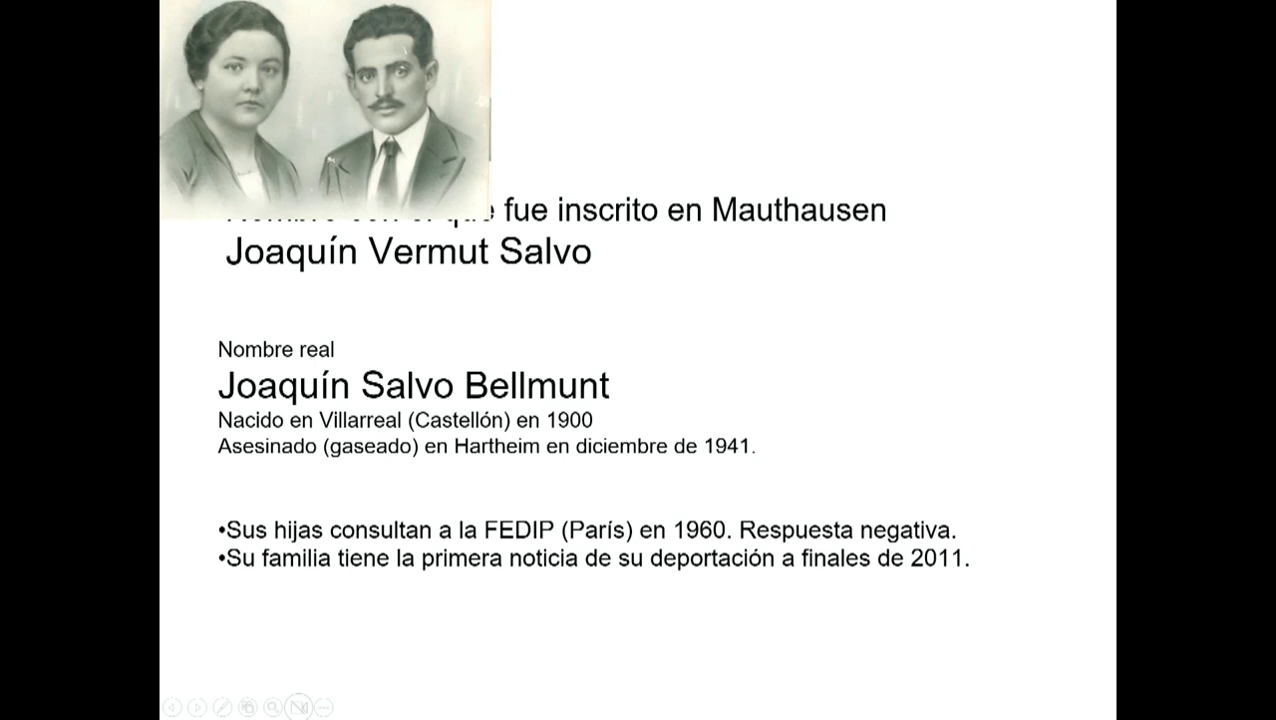 fue inscrito en Mauthausen
Joaquín Vermut Salvo
Nombre real
Joaquín Salvo Bellmunt
Nacido en Villarreal (Castellón) en 1900
Asesinado (gaseado) en Hartheim en diciembre de 1941.
•Sus hijas consultan a la FEDIP (París) en 1960. Respuesta negativa.
•Su familia tiene la primera noticia de su deportación a finales de 2011.